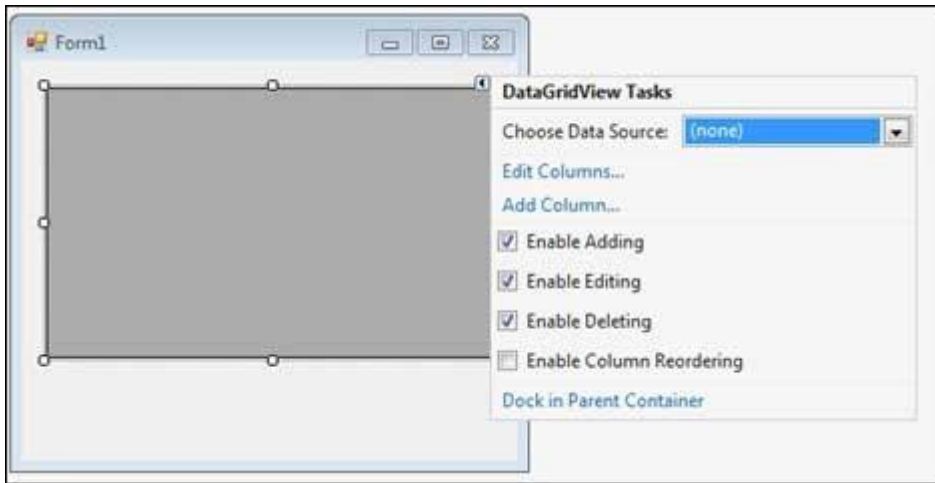 Form1
DataGridView Tasks
Choose Data Source: (none)
Edit Columns...
Add Column...
Enable Adding
Enable Editing
Enable Deleting
Enable Column Reordering
Dock in Parent Container